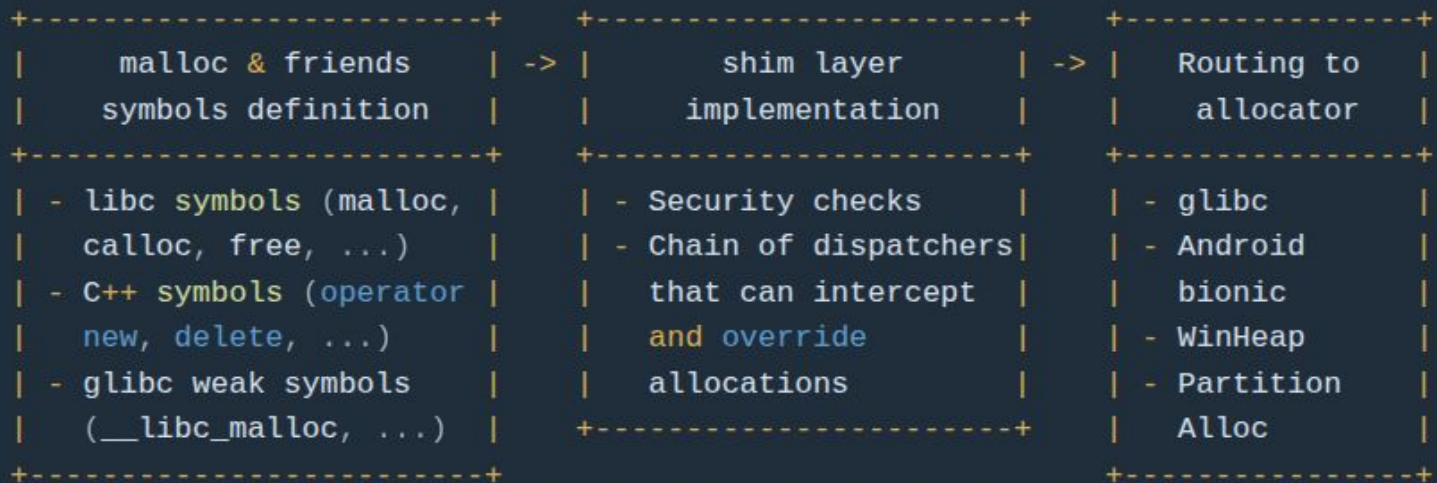 +-------------------------+    +-----------------------+    +----------------+
|     malloc & friends    | -> |       shim layer      | -> |   Routing to   |
|    symbols definition   |    |     implementation    |    |    allocator   |
+-------------------------+    +-----------------------+    +----------------+
| - libc symbols (malloc, |    | - Security checks     |    | - glibc        |
|   calloc, free, ...)    |    | - Chain of dispatchers|    | - Android      |
| - C++ symbols (operator |    |   that can intercept  |    |   bionic       |
|   new, delete, ...)     |    |   and override        |    | - WinHeap      |
| - glibc weak symbols    |    |   allocations         |    | - Partition    |
|   (__libc_malloc, ...)  |    +-----------------------+    |   Alloc        |
+-------------------------+                                 +----------------+